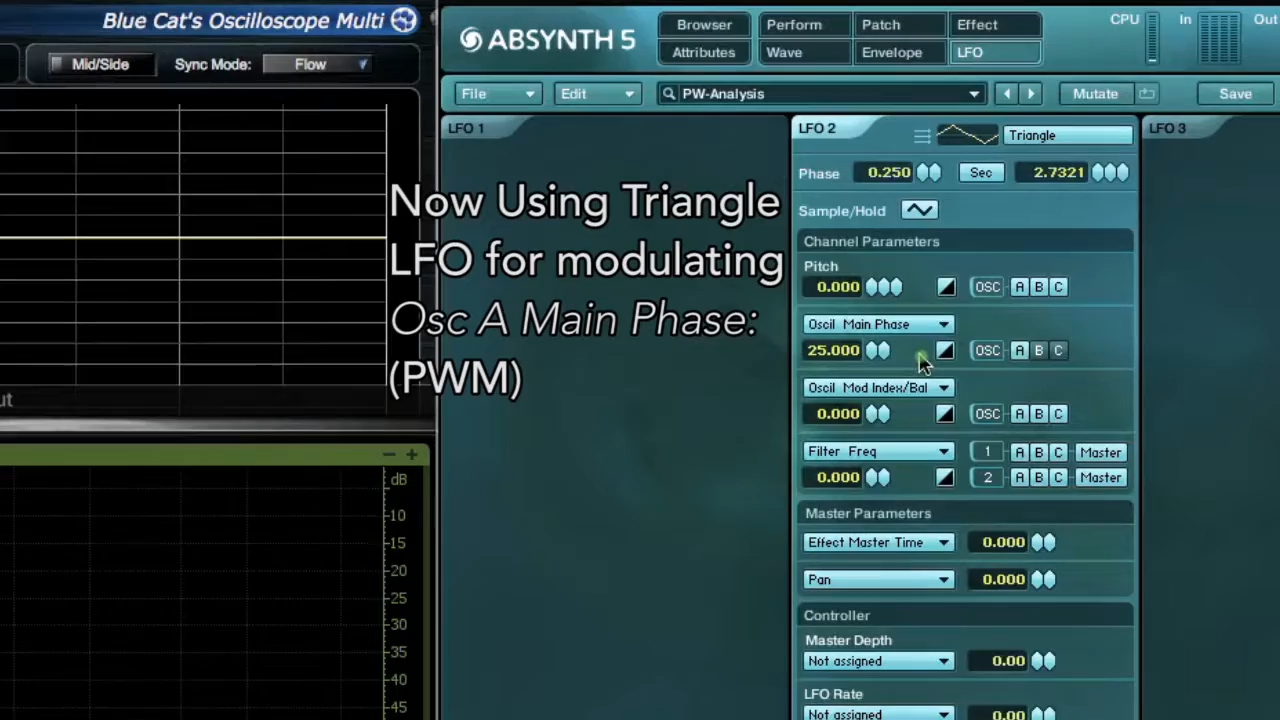 Blue Cat's Oscilloscope Multi
Mid/Side Sync Mode: Flow
ut
dB
-10
-15
-20
-25
-30
-35
-40
-45
ABSYNTH 5
Browser Perform Patch Effect
Attributes Wave Envelope LFO
CPU In Out
File Edit PW-Analysis Mutate Save
LFO 1 LFO 2 Triangle LFO 3
Phase 0.250 Sec 2.7321
Sample/Hold
Channel Parameters
Pitch
0.000 OSC A B C
Oscil Main Phase
25.000 OSC A B C
Oscil Mod Index/Bal
0.000 OSC A B C
Filter Freq 1 A B C Master
0.000 2 A B C Master
Master Parameters
Effect Master Time 0.000
Pan 0.000
Controller
Master Depth
Not assigned 0.00
LFO Rate
Not assigned 0.00
Now Using Triangle
LFO for modulating
Osc A Main Phase:
(PWM)